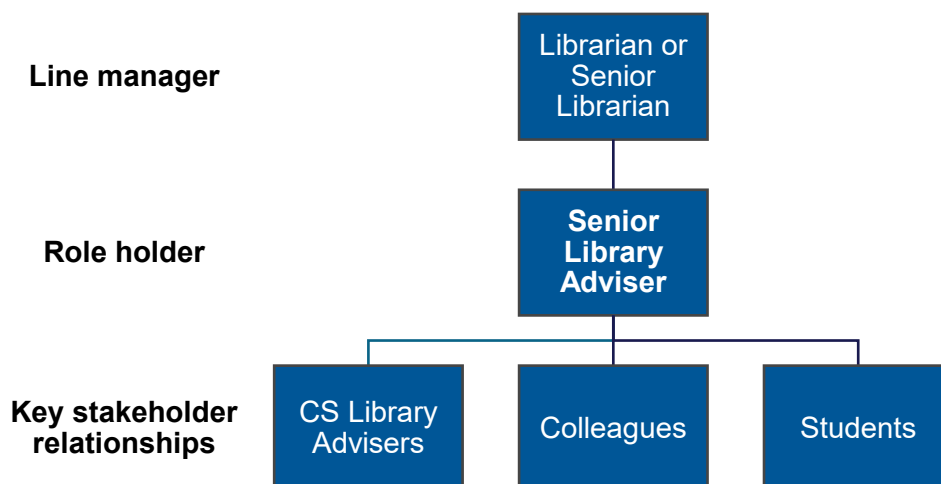 Line manager
Librarian or
Senior
Librarian
Role holder
Senior
Library
Adviser
Key stakeholder
relationships
CS Library
Advisers
Colleagues
Students